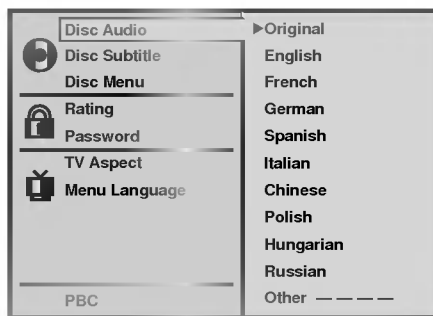 Disc Audio
Disc Subtitle
Disc Menu
Rating
Password
TV Aspect
Menu Language
PBC
Original
English
French
German
Spanish
Italian
Chinese
Polish
Hungarian
Russian
Other — — — —